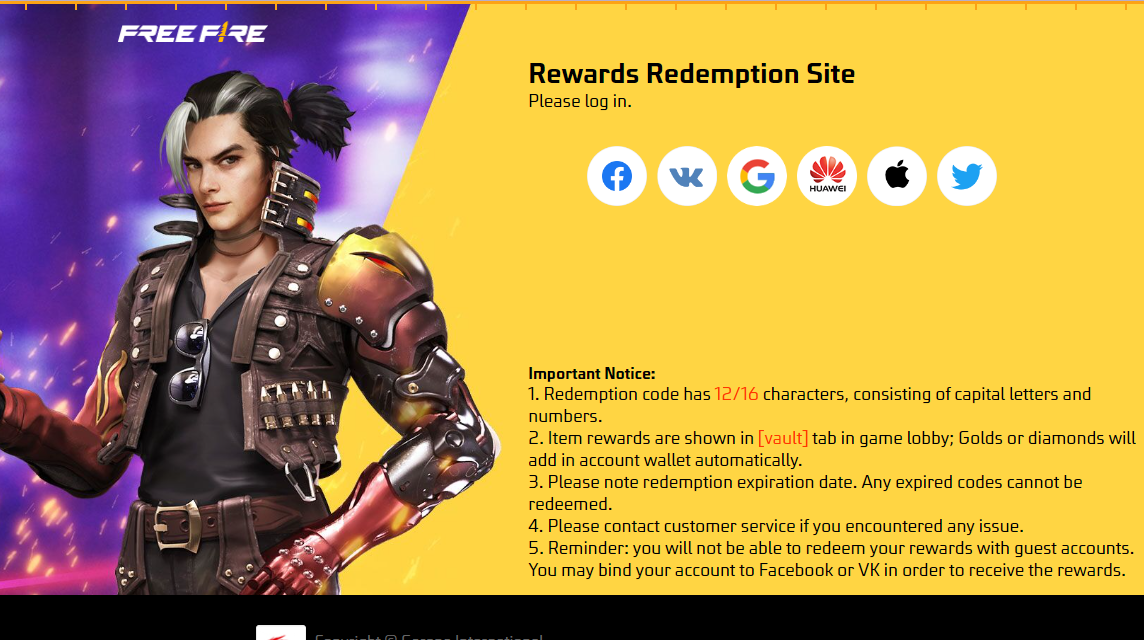 FREE FIRE
Rewards Redemption Site
Please log in.
HUAWEI
Important Notice:
1. Redemption code has 12/16 characters, consisting of capital letters and
numbers.
2. Item rewards are shown in [vault] tab in game lobby; Golds or diamonds will
add in account wallet automatically.
3. Please note redemption expiration date. Any expired codes cannot be
redeemed.
4. Please contact customer service if you encountered any issue.
5. Reminder: you will not be able to redeem your rewards with guest accounts.
You may bind your account to Facebook or VK in order to receive the rewards.
Copyright © Garena International